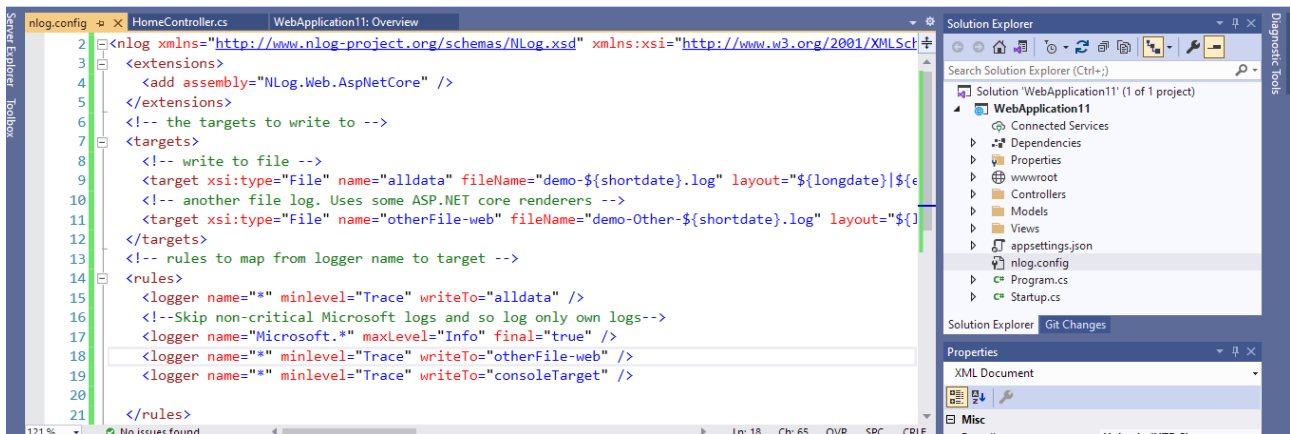 nlog.config HomeController.cs WebApplication11: Overview
Server Explorer
Toolbox
2 <nlog xmlns="http://www.nlog-project.org/schemas/NLog.xsd" xmlns:xsi="http://www.w3.org/2001/XMLSch
3 <extensions>
4 <add assembly="NLog.Web.AspNetCore" />
5 </extensions>
6 <!-- the targets to write to -->
7 <targets>
8 <!-- write to file -->
9 <target xsi:type="File" name="alldata" fileName="demo-${shortdate}.log" layout="${longdate}|${e
10 <!-- another file log. Uses some ASP.NET core renderers -->
11 <target xsi:type="File" name="otherFile-web" fileName="demo-Other-${shortdate}.log" layout="${l
12 </targets>
13 <!-- rules to map from logger name to target -->
14 <rules>
15 <logger name="*" minlevel="Trace" writeTo="alldata" />
16 <!--Skip non-critical Microsoft logs and so log only own logs-->
17 <logger name="Microsoft.*" maxLevel="Info" final="true" />
18 <logger name="*" minlevel="Trace" writeTo="otherFile-web" />
19 <logger name="*" minlevel="Trace" writeTo="consoleTarget" />
20
21 </rules>
121 % No issues found Ln: 18 Ch: 65 OVR SPC CRLF
Solution Explorer
Search Solution Explorer (Ctrl+;)
Solution 'WebApplication11' (1 of 1 project)
WebApplication11
Connected Services
Dependencies
Properties
wwwroot
Controllers
Models
Views
appsettings.json
nlog.config
C# Program.cs
C# Startup.cs
Solution Explorer Git Changes
Properties
XML Document
Misc
Diagnostic Tools